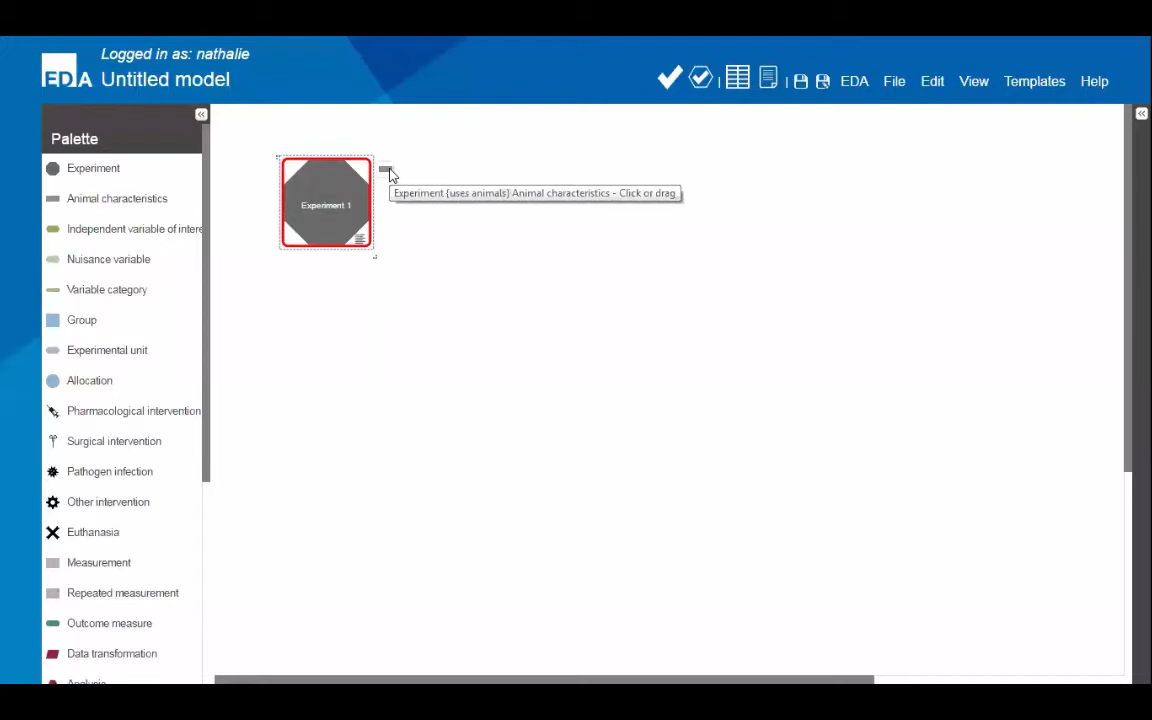 Logged in as: nathalie
EDA
Untitled model
EDA
File
Edit
View
Templates
Help
Palette
Experiment
Animal characteristics
Independent variable of intere
Nuisance variable
Variable category
Group
Experimental unit
Allocation
Pharmacological intervention
Surgical intervention
Pathogen infection
Other intervention
Euthanasia
Measurement
Repeated measurement
Outcome measure
Data transformation
Analysis
Experiment 1
Experiment {uses animals} Animal characteristics - Click or drag